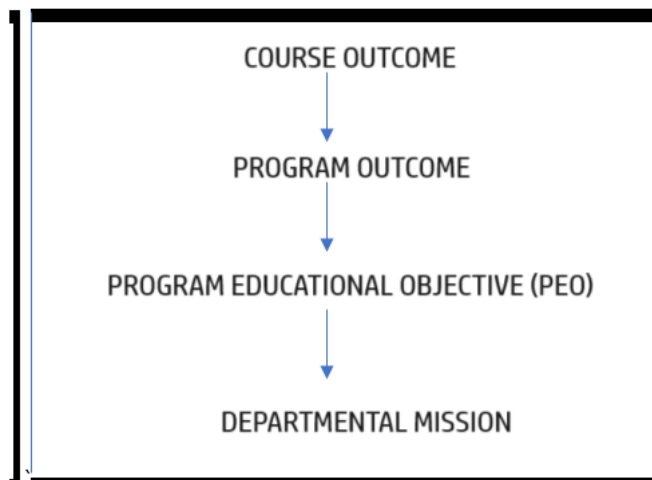 COURSE OUTCOME
PROGRAM OUTCOME
PROGRAM EDUCATIONAL OBJECTIVE (PEO)
DEPARTMENTAL MISSION